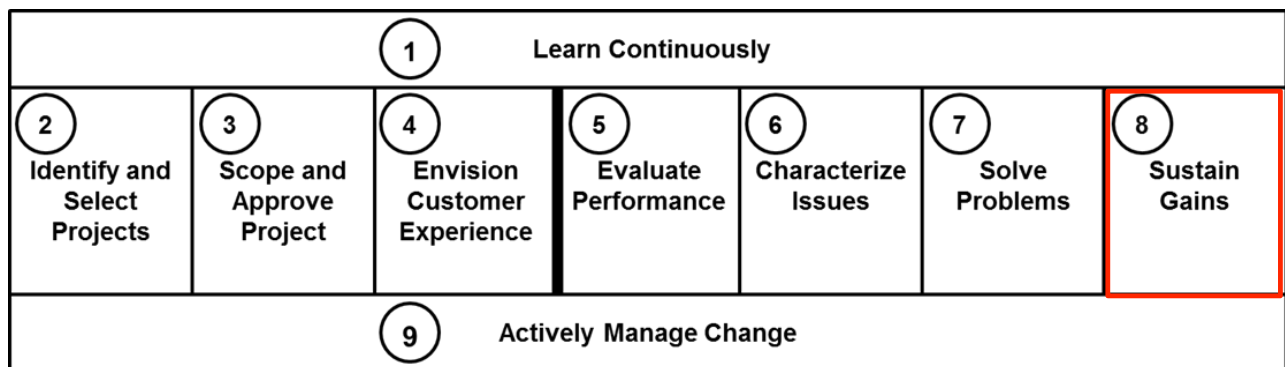 1 Learn Continuously
2
Identify and
Select
Projects
3
Scope and
Approve
Project
4
Envision
Customer
Experience
5
Evaluate
Performance
6
Characterize
Issues
7
Solve
Problems
8
Sustain
Gains
9 Actively Manage Change